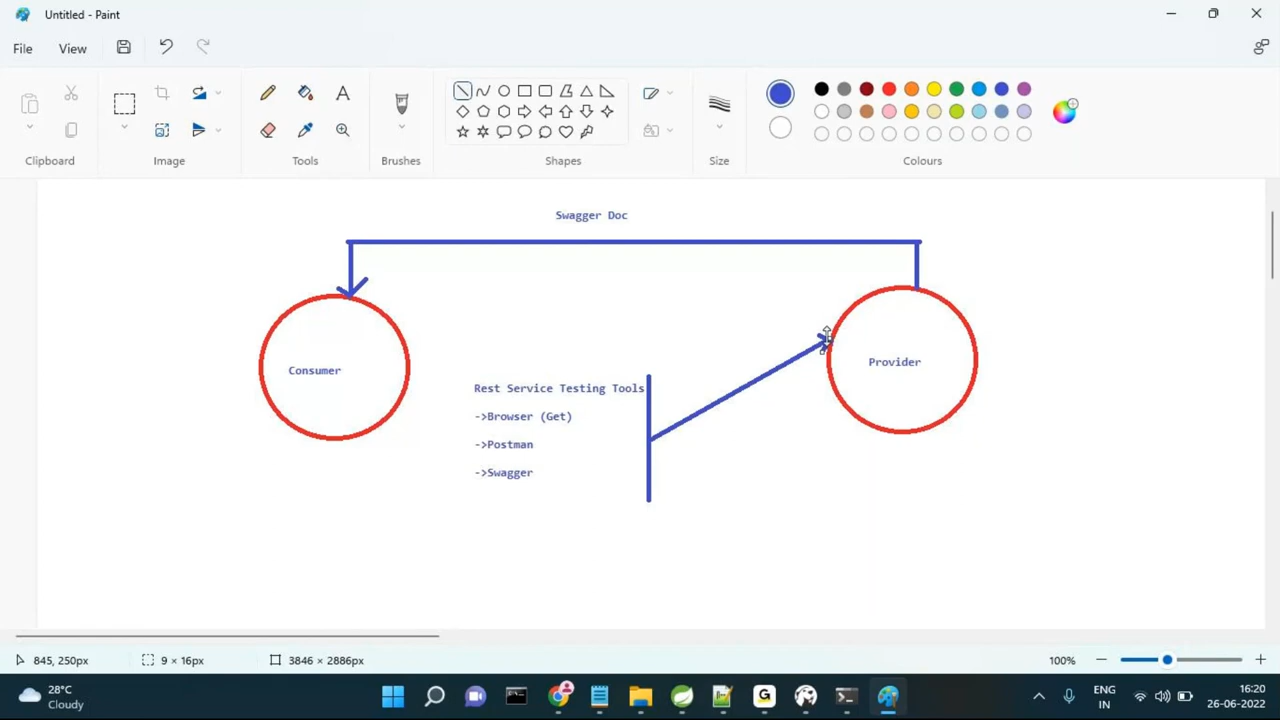 Untitled - Paint
File
View
Clipboard
Image
Tools
Brushes
Shapes
Size
Colours
Swagger Doc
Consumer
Provider
Rest Service Testing Tools
->Browser (Get)
->Postman
->Swagger
845, 250px
9 × 16px
3846 × 2886px
100%
28°C
Cloudy
ENG
IN
16:20
26-06-2022